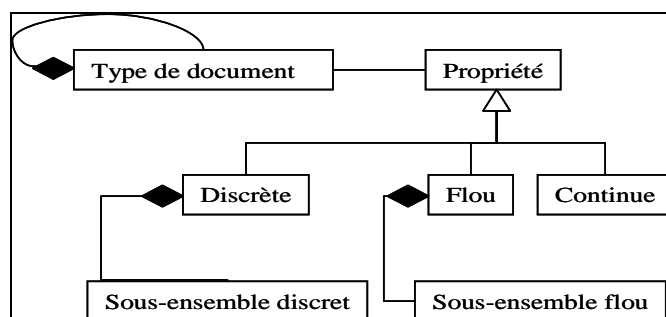 Type de document
Propriété
Discrète
Flou
Continue
Sous-ensemble discret
Sous-ensemble flou